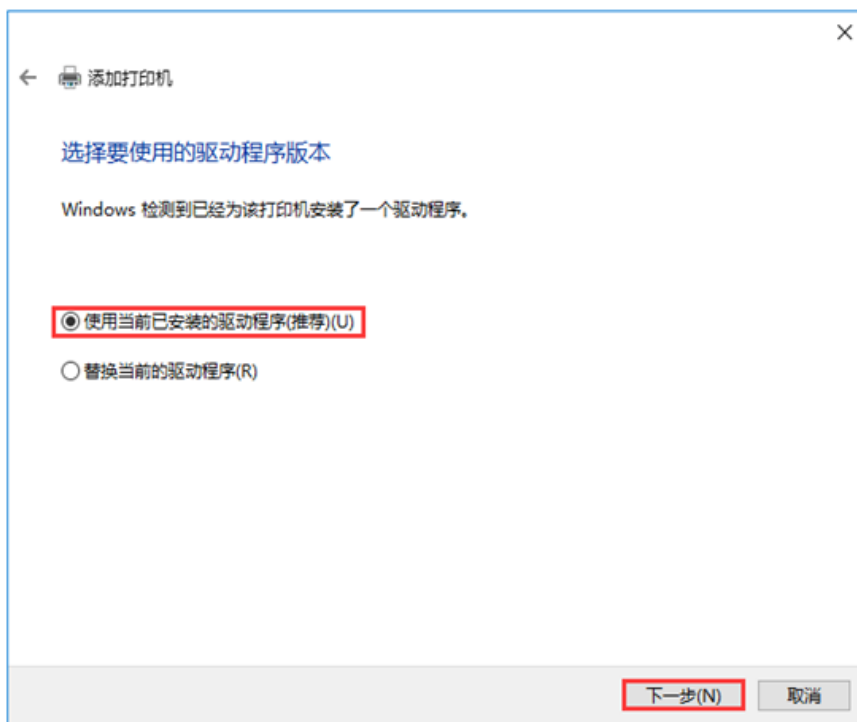 添加打印机
选择要使用的驱动程序版本
Windows 检测到已经为该打印机安装了一个驱动程序。
使用当前已安装的驱动程序(推荐)(U)
替换当前的驱动程序(R)
下一步(N) 取消